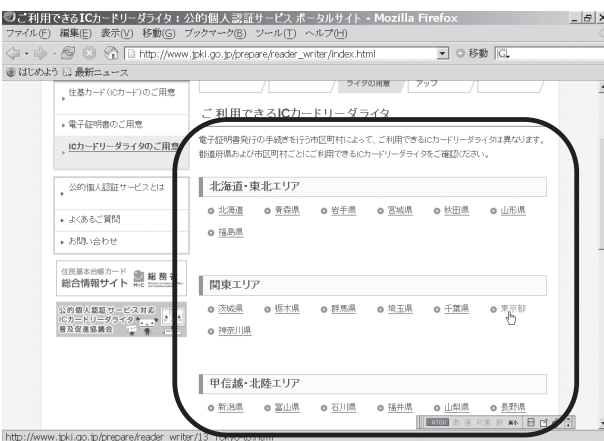 ご利用できるICカードリーダライタ：公的個人認証サービス ポータルサイト - Mozilla Firefox
ファイル(F) 編集(E) 表示(V) 移動(G) ブックマーク(B) ツール(T) ヘルプ(H)
http://www.jpki.go.jp/prepare/reader_writer/index.html 移動
はじめよう 最新ニュース
住基カード(ICカード)のご用意
電子証明書のご用意
ICカードリーダライタのご用意
公的個人認証サービスとは
よくあるご質問
お問い合わせ
住民基本台帳カード
総合情報サイト MIC 総務省
公的個人認証サービス対応
ICカードリーダライタ
普及促進協議会
ライタの用意 アップ
ご利用できるICカードリーダライタ
電子証明書発行の手続きを行う市区町村によって、ご利用できるICカードリーダライタは異なります。
都道府県および市区町村ごとにご利用できるICカードリーダライタをご確認ください。
北海道・東北エリア
北海道 青森県 岩手県 宮城県 秋田県 山形県
福島県
関東エリア
茨城県 栃木県 群馬県 埼玉県 千葉県 東京都
神奈川県
甲信越・北陸エリア
新潟県 富山県 石川県 福井県 山梨県 長野県
http://www.jpki.go.jp/prepare/reader_writer/13_Tokyo-to.html